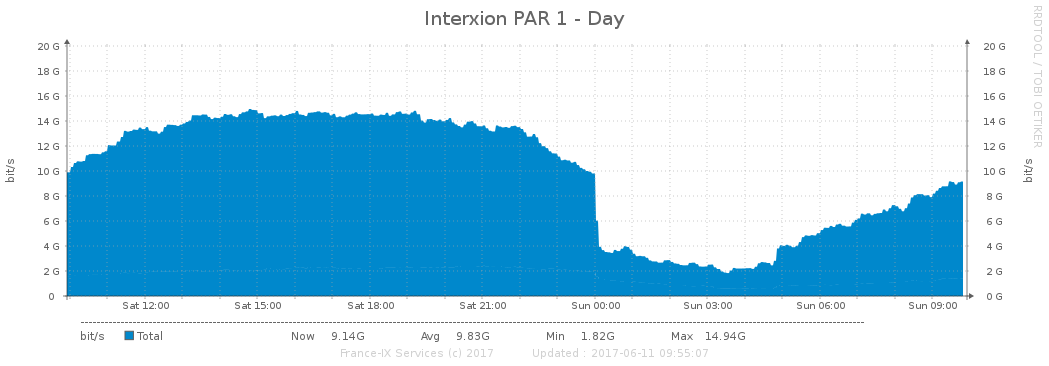 Interxion PAR 1 - Day
RRDTOOL / TOBI OETIKER
bit/s
20 G 20 G
18 G 18 G
16 G 16 G
14 G 14 G
12 G 12 G
10 G 10 G
8 G 8 G
6 G 6 G
4 G 4 G
2 G 2 G
0 0 G
bit/s
Sat 12:00 Sat 15:00 Sat 18:00 Sat 21:00 Sun 00:00 Sun 03:00 Sun 06:00 Sun 09:00
bit/s Total Now 9.14G Avg 9.83G Min 1.82G Max 14.94G
France-IX Services (c) 2017 Updated : 2017-06-11 09:55:07